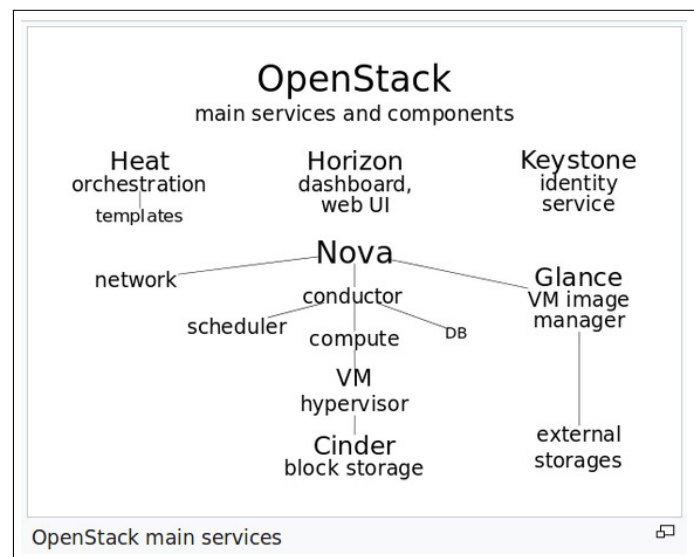 OpenStack
main services and components
Heat
orchestration
templates
Horizon
dashboard,
web UI
Keystone
identity
service
Nova
network
conductor
scheduler
compute
DB
VM
hypervisor
Cinder
block storage
Glance
VM image
manager
external
storages
OpenStack main services